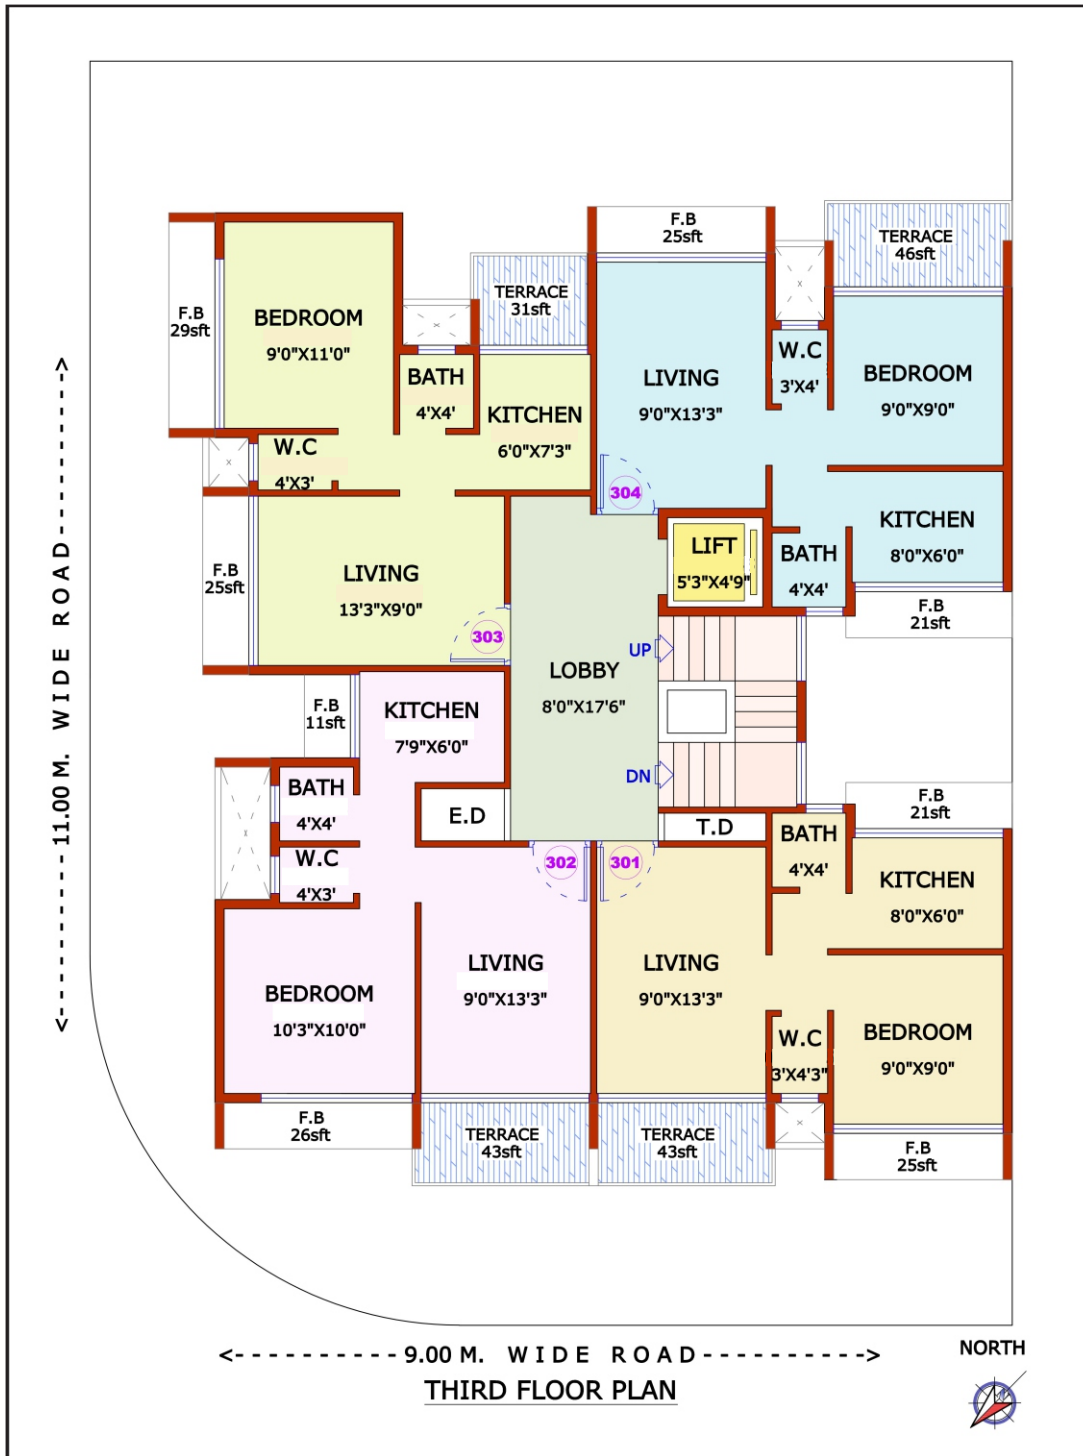 F.B
25sft
TERRACE
46sft
TERRACE
31sft
F.B
29sft
BEDROOM
9'0"X11'0"
BATH
4'X4'
KITCHEN
6'0"X7'3"
W.C
4'X3'
LIVING
9'0"X13'3"
304
W.C
3'X4'
BEDROOM
9'0"X9'0"
KITCHEN
8'0"X6'0"
BATH
4'X4'
LIFT
5'3"X4'9"
F.B
21sft
F.B
25sft
LIVING
13'3"X9'0"
303
LOBBY
8'0"X17'6"
UP
DN
F.B
11sft
KITCHEN
7'9"X6'0"
BATH
4'X4'
E.D
T.D
W.C
4'X3'
302
301
F.B
21sft
BATH
4'X4'
KITCHEN
8'0"X6'0"
BEDROOM
10'3"X10'0"
LIVING
9'0"X13'3"
LIVING
9'0"X13'3"
W.C
3'X4'3"
BEDROOM
9'0"X9'0"
F.B
26sft
TERRACE
43sft
TERRACE
43sft
F.B
25sft
11.00 M. WIDE ROAD
9.00 M. WIDE ROAD
THIRD FLOOR PLAN
NORTH